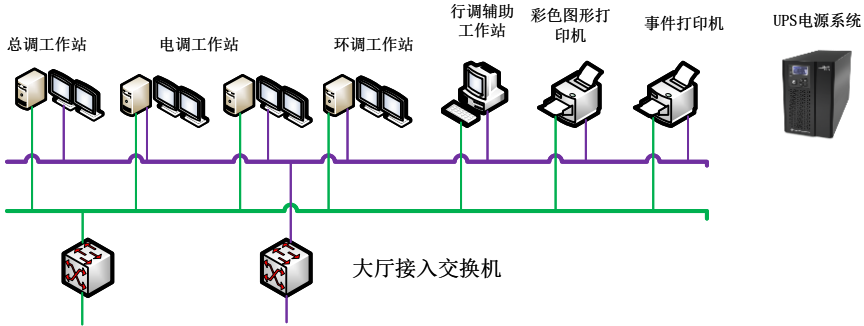 总调工作站
电调工作站
环调工作站
行调辅助
工作站
彩色图形打
印机
事件打印机
UPS电源系统
大厅接入交换机